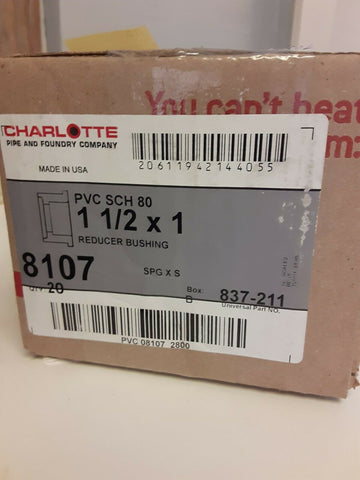 CHARLOTTE
PIPE AND FOUNDRY COMPANY
You can't beat
MADE IN USA
20611942144055
PVC SCH 80
1 1/2 x 1
REDUCER BUSHING
8107
SPG X S
QTY 20
Box.
B
837-211
Universal Part NO.
PVC 08107 2800